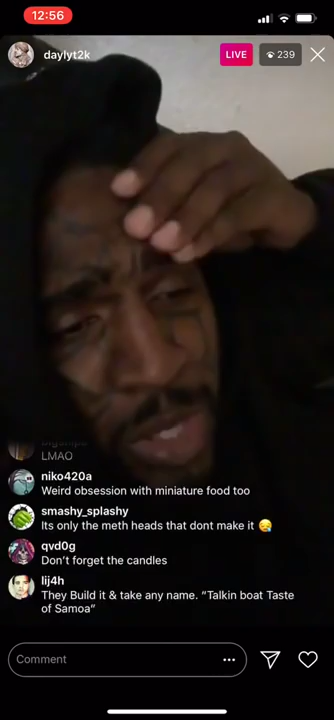 12:56
daylyt2k
LIVE
239
LMAO
niko420a
Weird obsession with miniature food too
smashy_splashy
Its only the meth heads that dont make it 😪
qvd0g
Don’t forget the candles
lij4h
They Build it & take any name. “Talkin boat Taste
of Samoa”
Comment